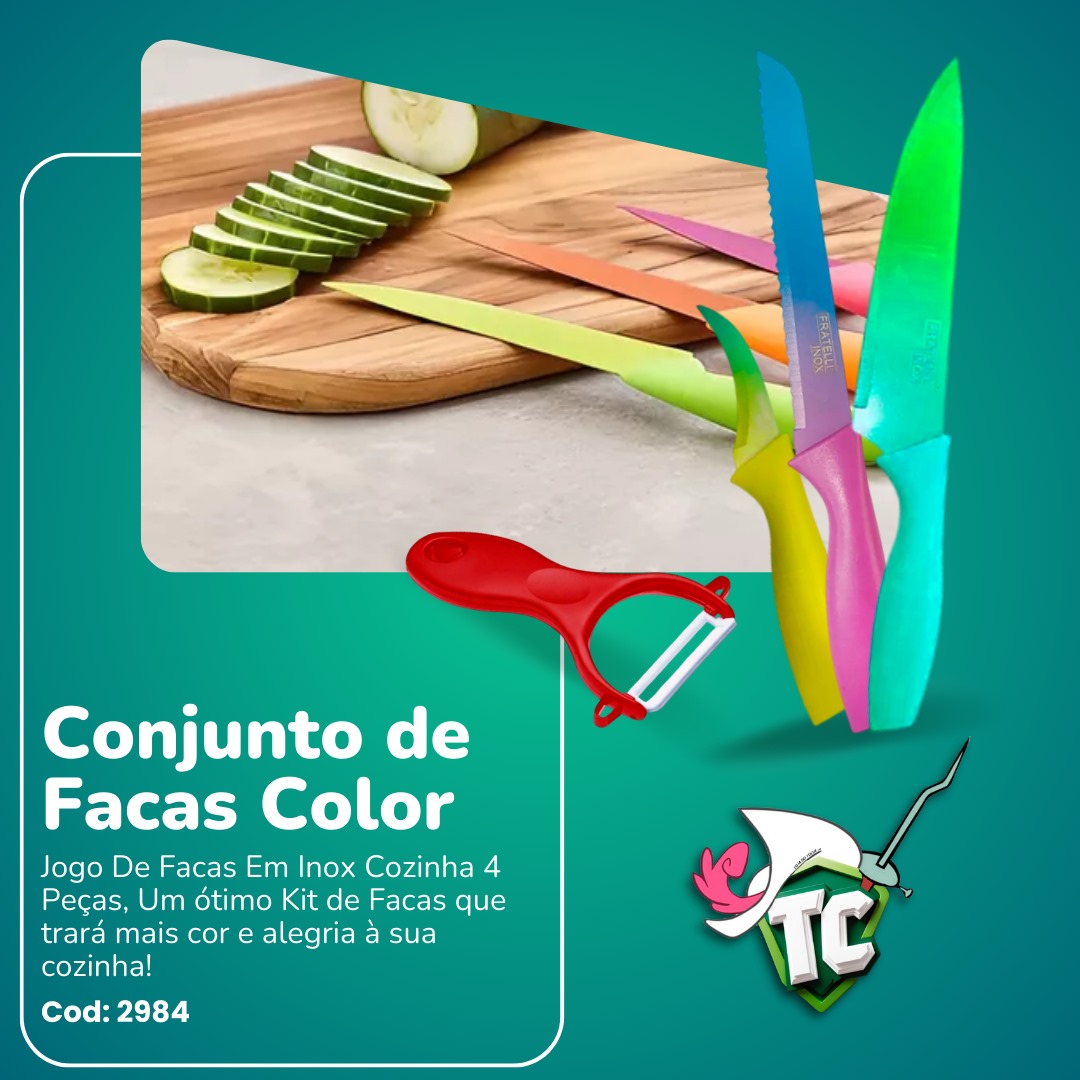 FRATELLI
INOX
Conjunto de
Facas Color
Jogo De Facas Em Inox Cozinha 4
Peças, Um ótimo Kit de Facas que
trará mais cor e alegria à sua
cozinha!
Cod: 2984
TC